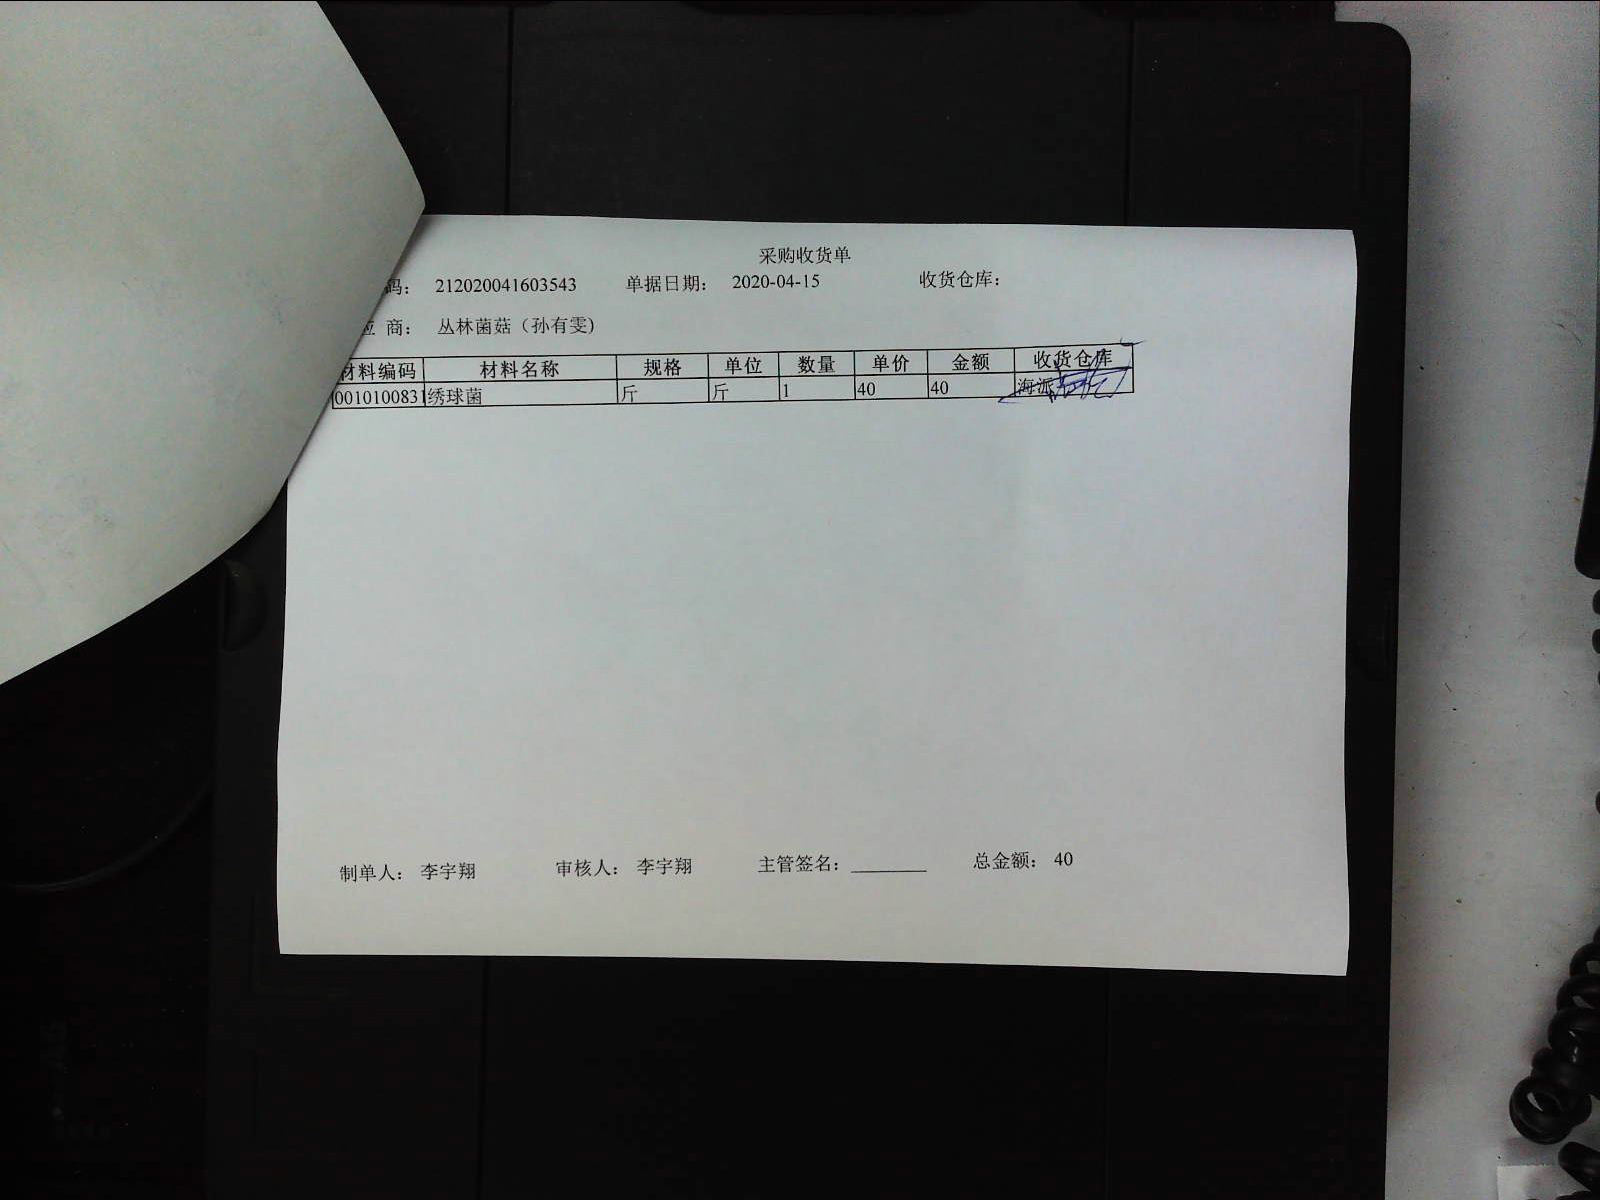 采购收货单
码： 212020041603543 单据日期： 2020-04-15 收货仓库：
应 商： 丛林菌菇（孙有雯)
材料编码 材料名称 规格 单位 数量 单价 金额 收货仓库
0010100831 绣球菌 斤 斤 1 40 40 海派
制单人： 李宇翔 审核人： 李宇翔 主管签名： ________ 总金额： 40